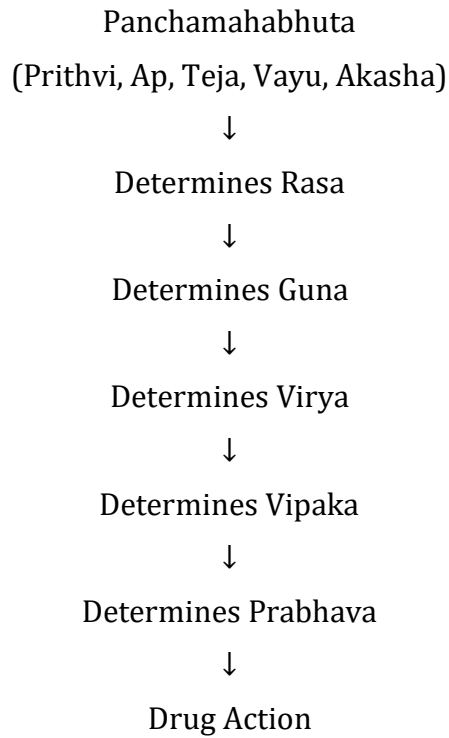 Panchamahabhuta
(Prithvi, Ap, Teja, Vayu, Akasha)
↓
Determines Rasa
↓
Determines Guna
↓
Determines Virya
↓
Determines Vipaka
↓
Determines Prabhava
↓
Drug Action